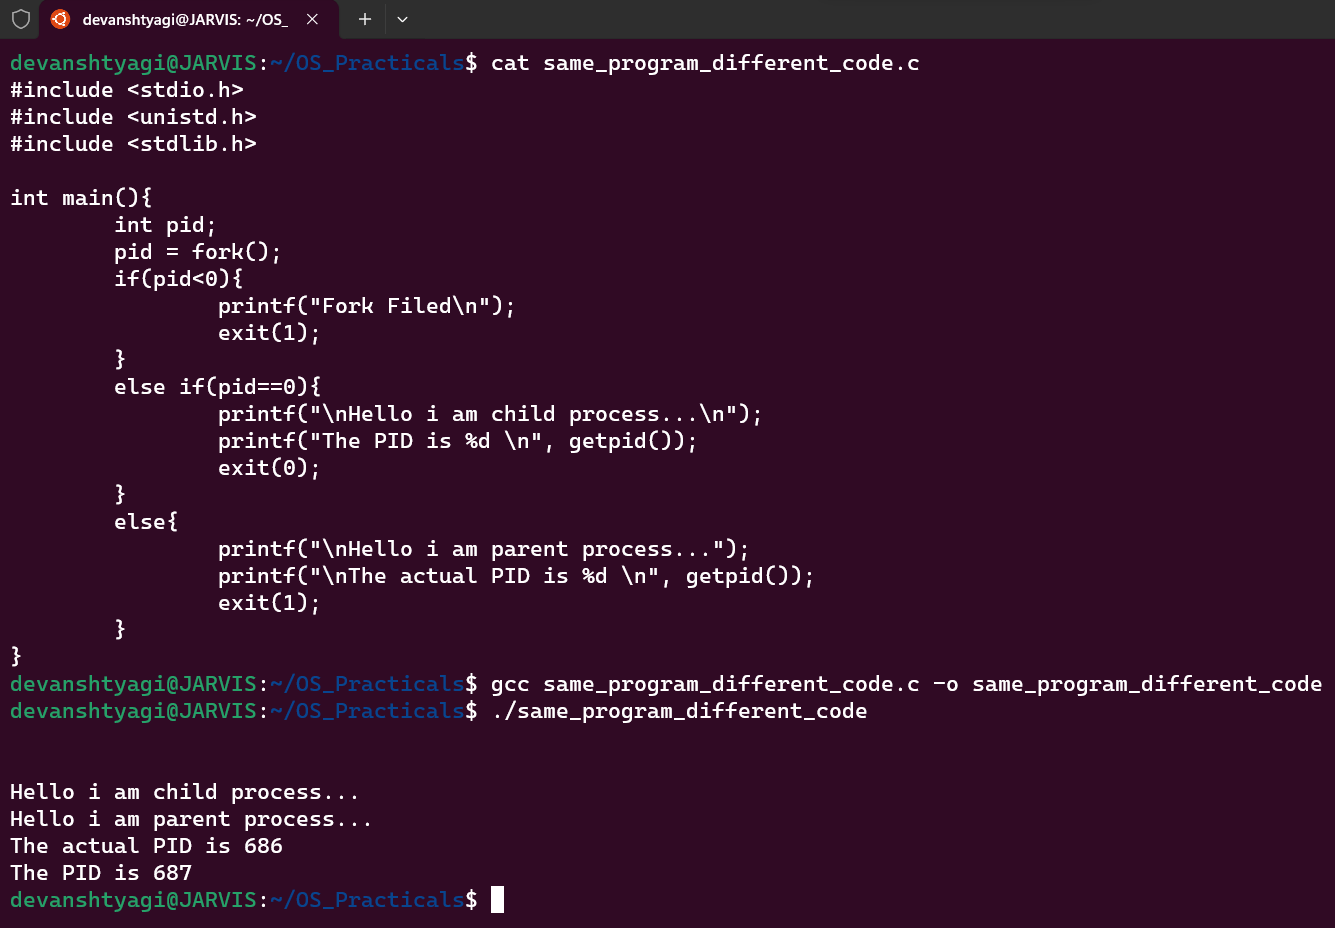 devanshtyagi@JARVIS: ~/OS_
devanshtyagi@JARVIS:~/OS_Practicals$ cat same_program_different_code.c
#include <stdio.h>
#include <unistd.h>
#include <stdlib.h>
int main(){
int pid;
pid = fork();
if(pid<0){
printf("Fork Filed\n");
exit(1);
}
else if(pid==0){
printf("\nHello i am child process...\n");
printf("The PID is %d \n", getpid());
exit(0);
}
else{
printf("\nHello i am parent process...");
printf("\nThe actual PID is %d \n", getpid());
exit(1);
}
}
devanshtyagi@JARVIS:~/OS_Practicals$ gcc same_program_different_code.c -o same_program_different_code
devanshtyagi@JARVIS:~/OS_Practicals$ ./same_program_different_code
Hello i am child process...
Hello i am parent process...
The actual PID is 686
The PID is 687
devanshtyagi@JARVIS:~/OS_Practicals$